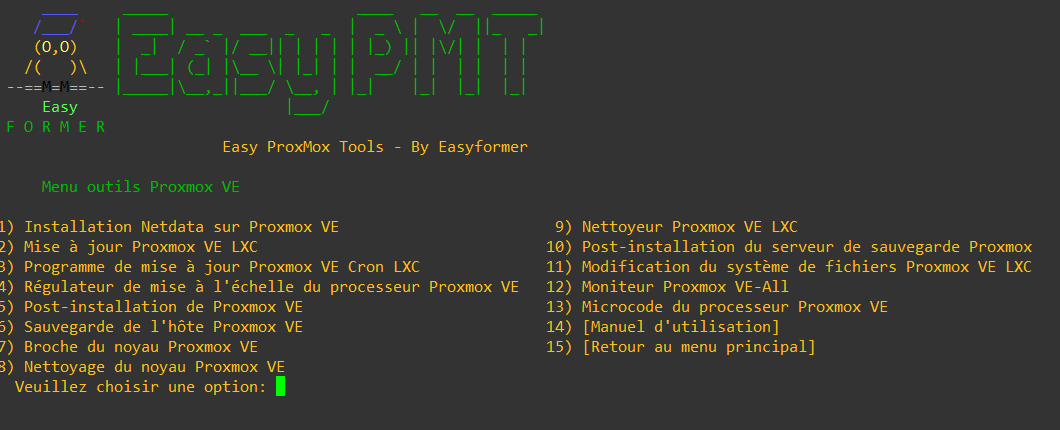 EasyPMT
(O,O)
/(   )\
--==M=M==--
Easy
F O R M E R
Easy ProxMox Tools - By Easyformer
Menu outils Proxmox VE
1) Installation Netdata sur Proxmox VE
2) Mise à jour Proxmox VE LXC
3) Programme de mise à jour Proxmox VE Cron LXC
4) Régulateur de mise à l'échelle du processeur Proxmox VE
5) Post-installation de Proxmox VE
6) Sauvegarde de l'hôte Proxmox VE
7) Broche du noyau Proxmox VE
8) Nettoyage du noyau Proxmox VE
9) Nettoyeur Proxmox VE LXC
10) Post-installation du serveur de sauvegarde Proxmox
11) Modification du système de fichiers Proxmox VE LXC
12) Moniteur Proxmox VE-All
13) Microcode du processeur Proxmox VE
14) [Manuel d'utilisation]
15) [Retour au menu principal]
Veuillez choisir une option: